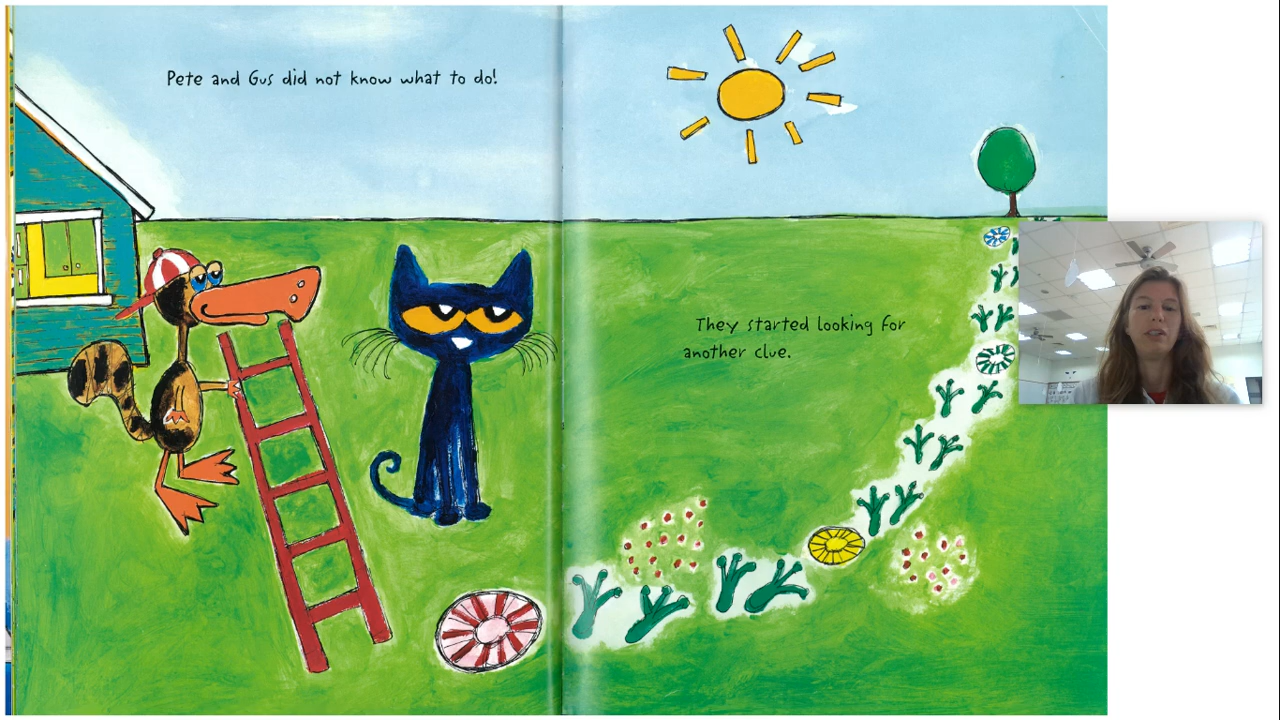 Pete and Gus did not know what to do!
They started looking for
another clue.